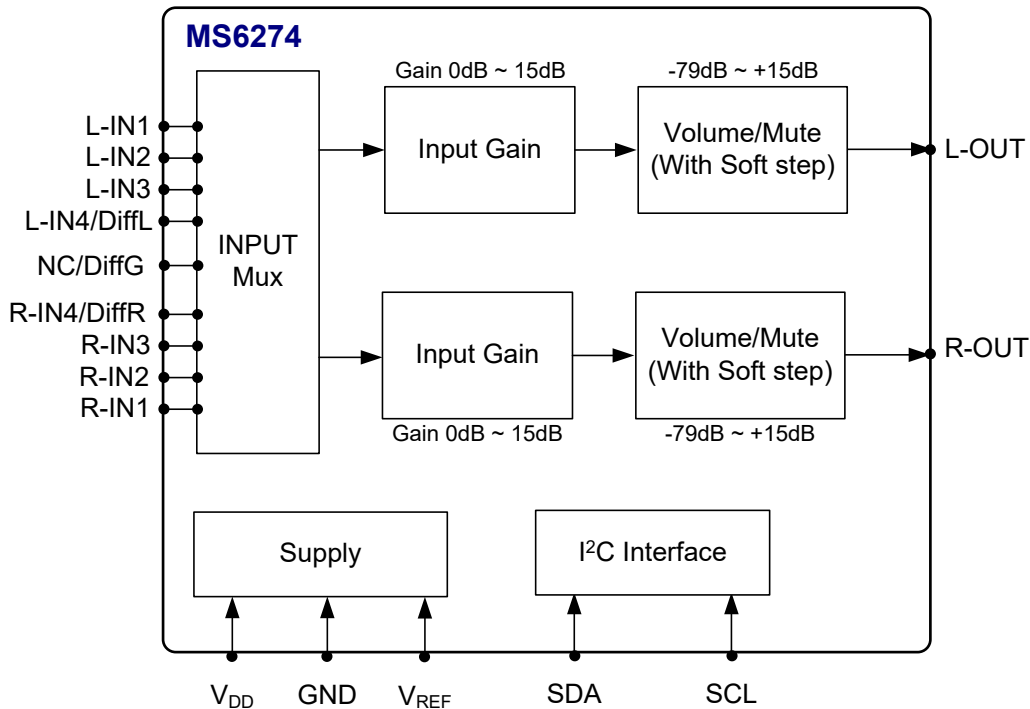 MS6274
Gain 0dB ~ 15dB
-79dB ~ +15dB
L-IN1
L-IN2
L-IN3
L-IN4/DiffL
NC/DiffG
R-IN4/DiffR
R-IN3
R-IN2
R-IN1
INPUT
Mux
Input Gain
Volume/Mute
(With Soft step)
L-OUT
Input Gain
Volume/Mute
(With Soft step)
R-OUT
Gain 0dB ~ 15dB
-79dB ~ +15dB
Supply
I²C Interface
V_DD
GND
V_REF
SDA
SCL